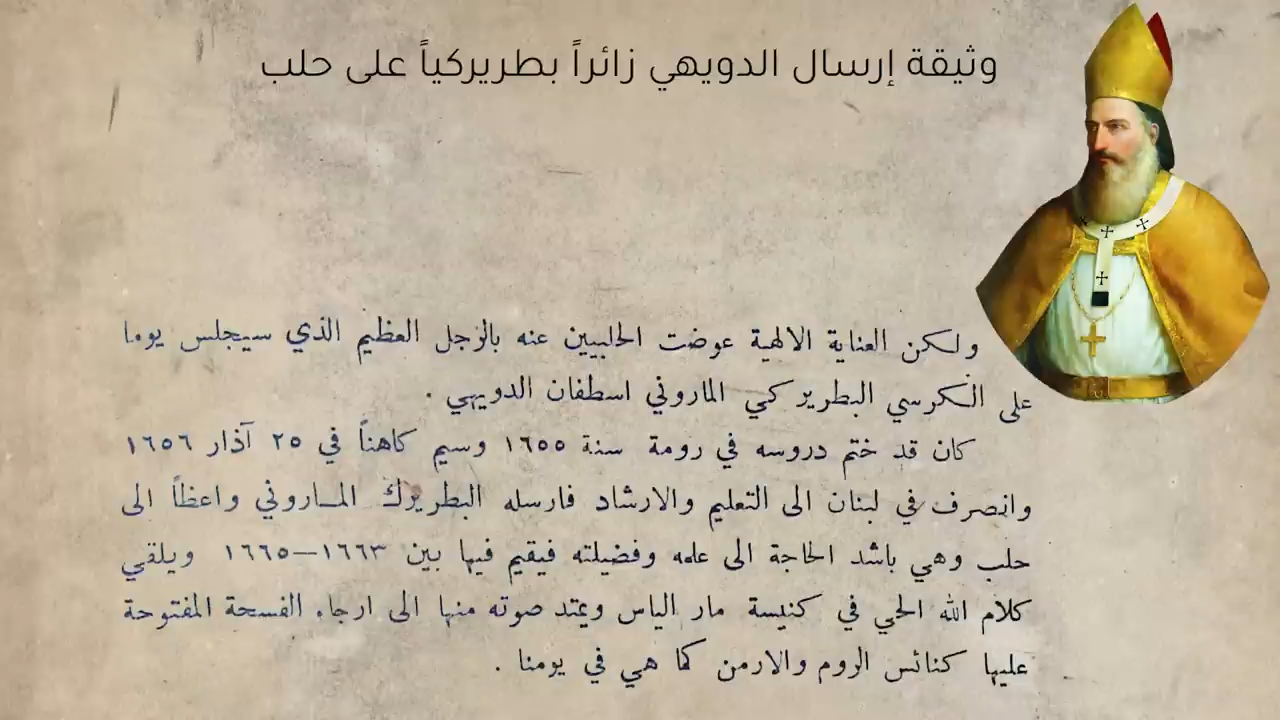 وثيقة إرسال الدويهي زائراً بطريركياً على حلب
ولكن العناية الالهية عوضت الحلبيين عنه بالرجل العظيم الذي سيجلس يوما
على الكرسي البطريركي الماروني اسطفان الدويهي .
كان قد ختم دروسه في رومة سنة ١٦٥٥ وسيم كاهناً في ٢٥ آذار ١٦٥٦
وانصرف في لبنان الى التعليم والارشاد فارسله البطريرك المــاروني واعظاً الى
حلب وهي باشد الحاجة الى علمه وفضيلته فيقيم فيها بين ١٦٦٣–١٦٦٥ ويلقي
كلام الله الحي في كنيسة مار الياس ويمتد صوته منها الى ارجاء الفسحة المفتوحة
عليها كنائس الروم والارمن كما هي في يومنا .